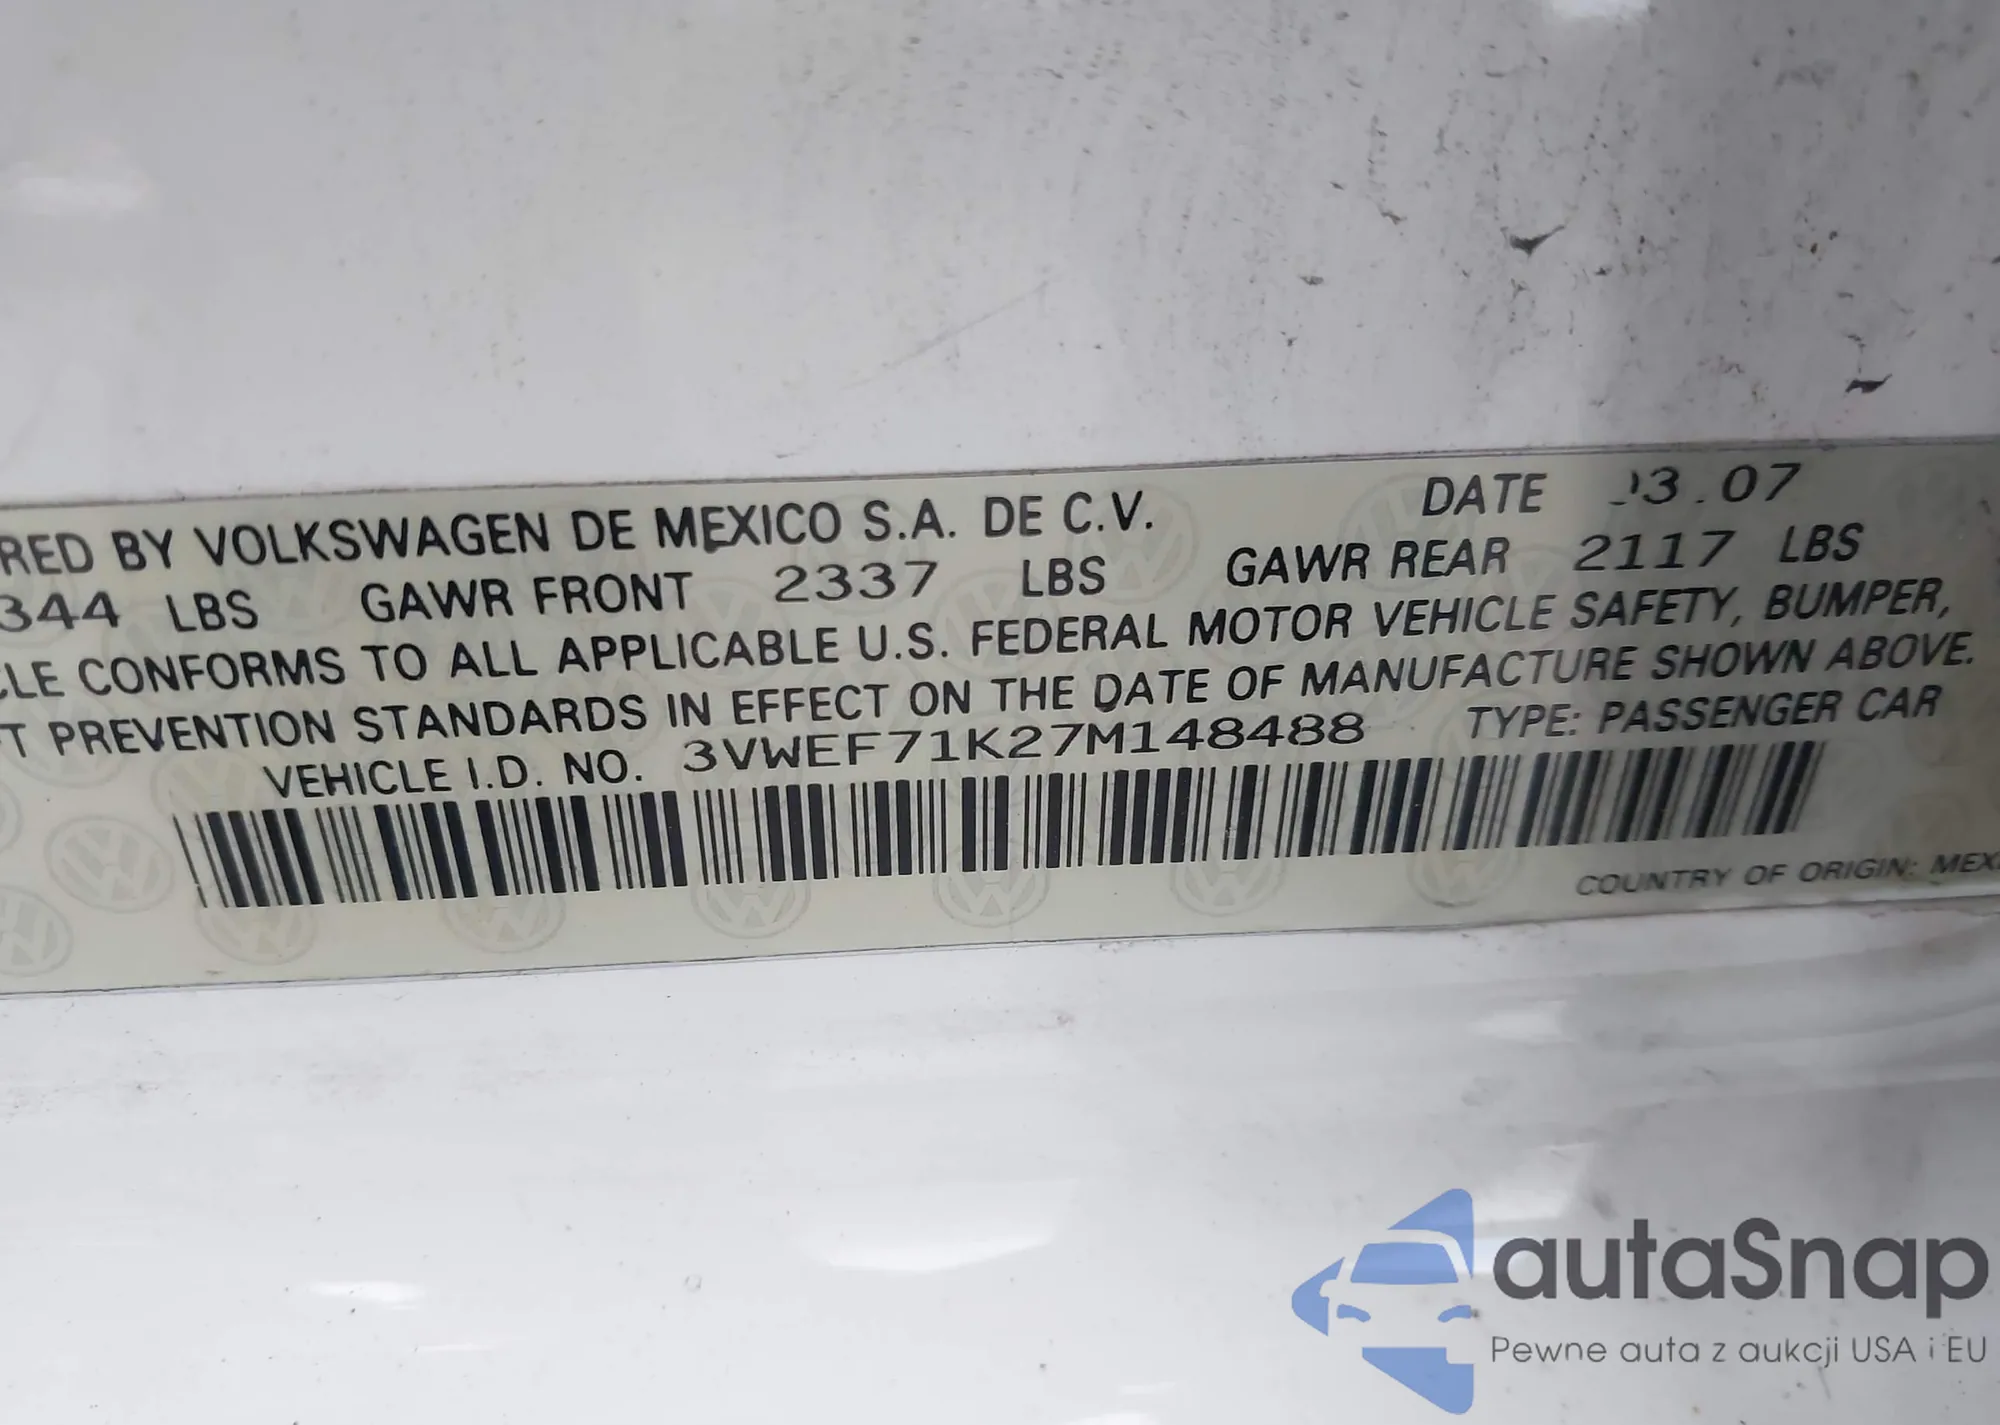 RED BY VOLKSWAGEN DE MEXICO S.A. DE C.V. DATE 03.07
344 LBS GAWR FRONT 2337 LBS GAWR REAR 2117 LBS
CLE CONFORMS TO ALL APPLICABLE U.S. FEDERAL MOTOR VEHICLE SAFETY, BUMPER,
T PREVENTION STANDARDS IN EFFECT ON THE DATE OF MANUFACTURE SHOWN ABOVE.
VEHICLE I.D. NO. 3VWEF71K27M148488 TYPE: PASSENGER CAR
COUNTRY OF ORIGIN: MEX
autaSnap
Pewne auta z aukcji USA i EU